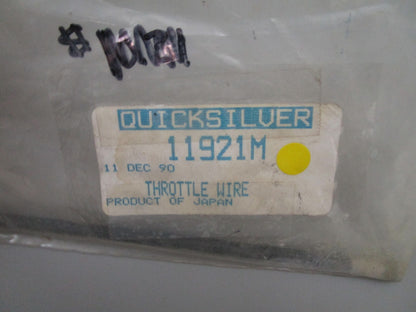 QUICKSILVER
11921M
11 DEC 90
THROTTLE WIRE
PRODUCT OF JAPAN